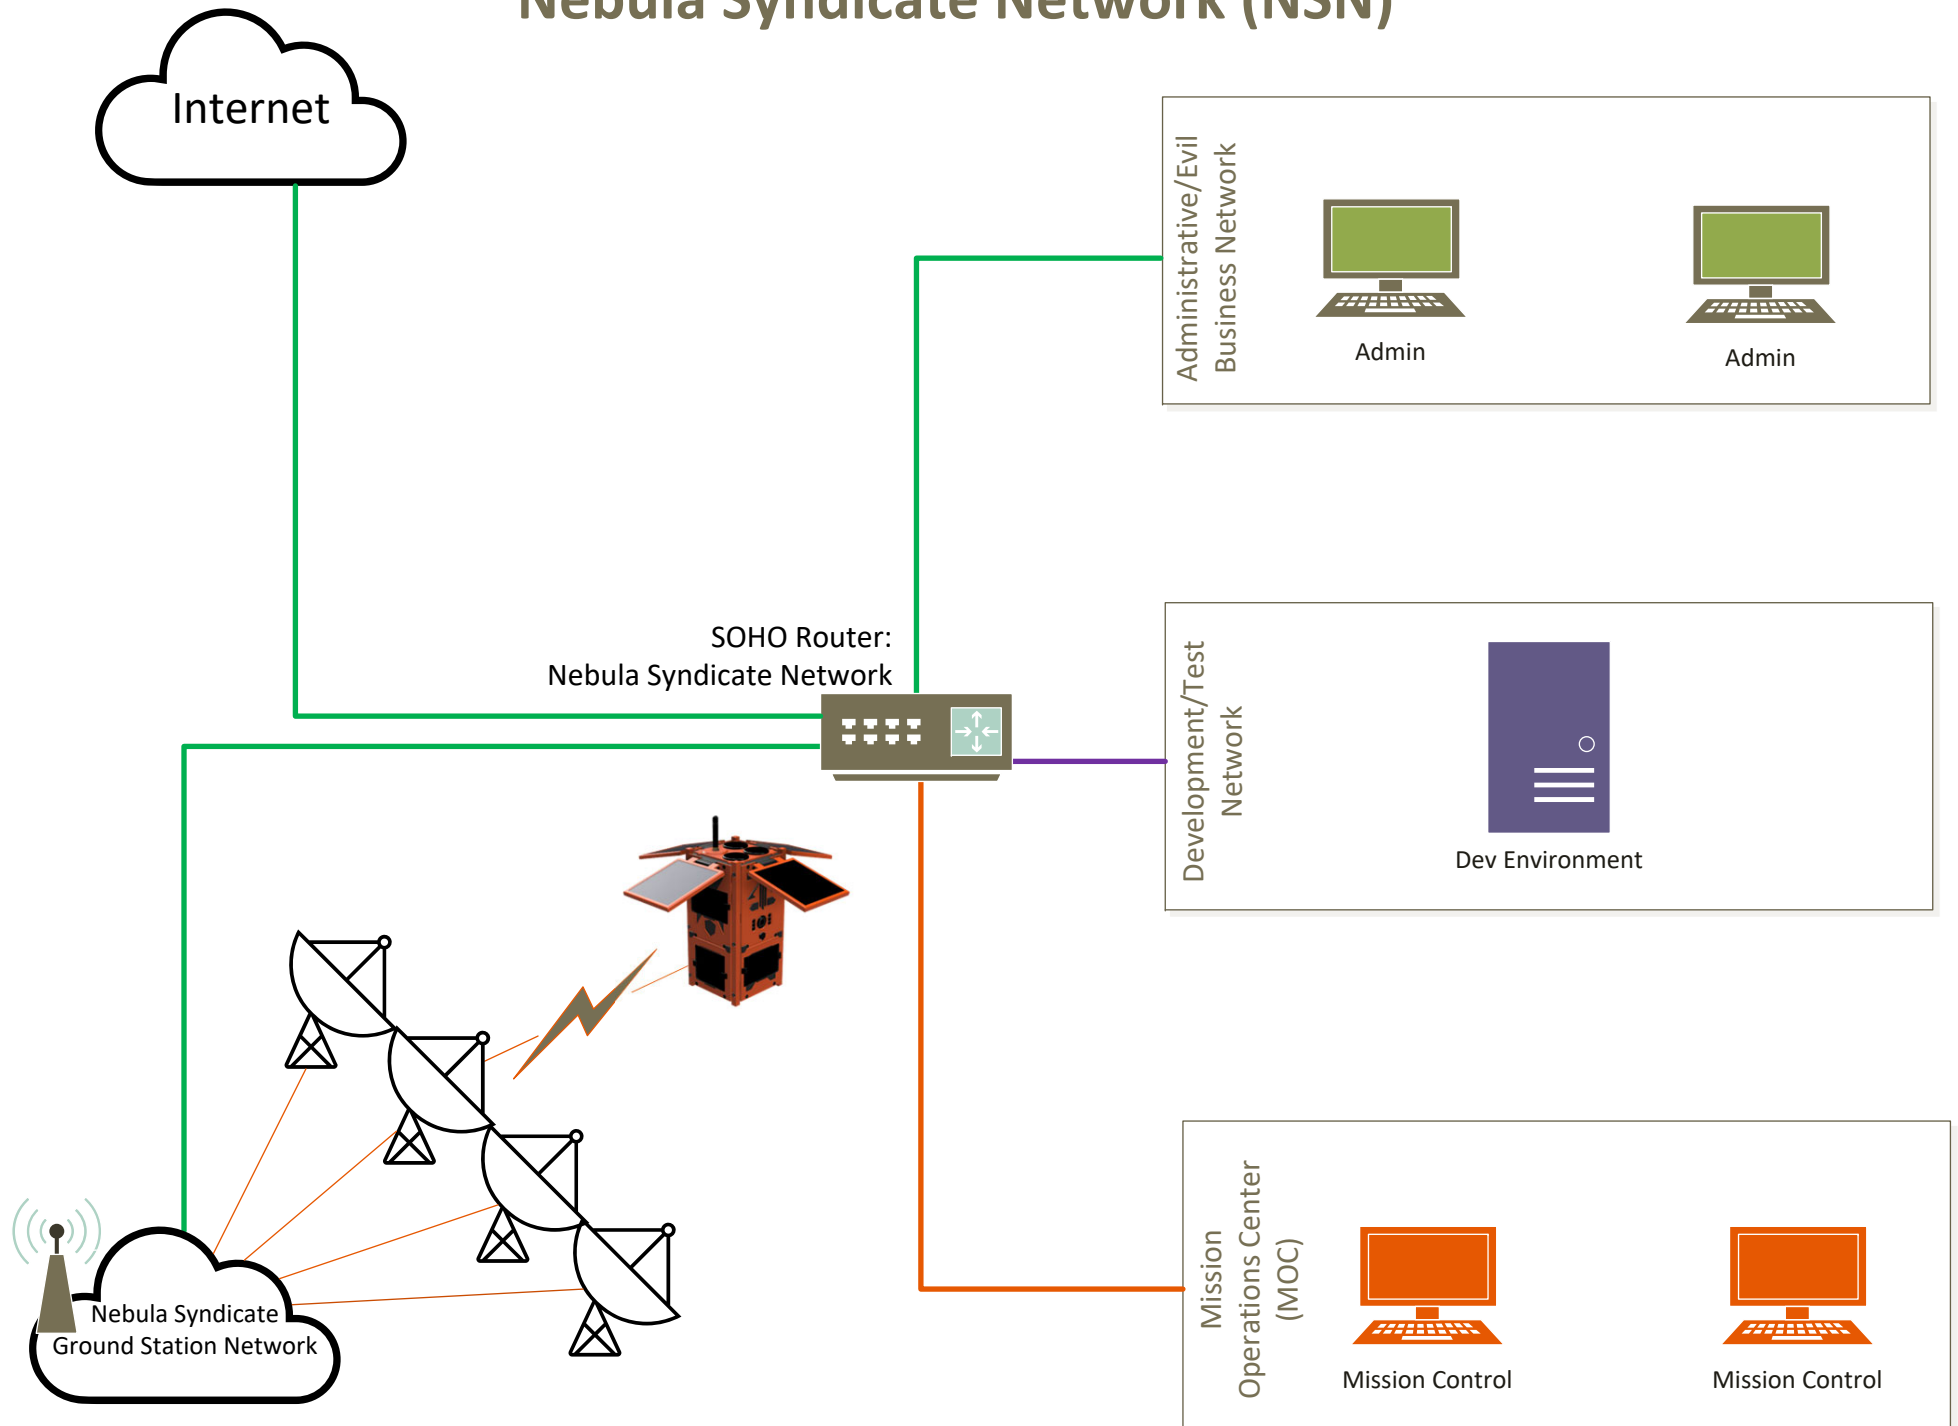 Nebula Syndicate Network (NSN)
Internet
Administrative/Evil
Business Network
Admin
Admin
SOHO Router:
Nebula Syndicate Network
Development/Test
Network
Dev Environment
Mission
Operations Center
(MOC)
Mission Control
Mission Control
Nebula Syndicate
Ground Station Network